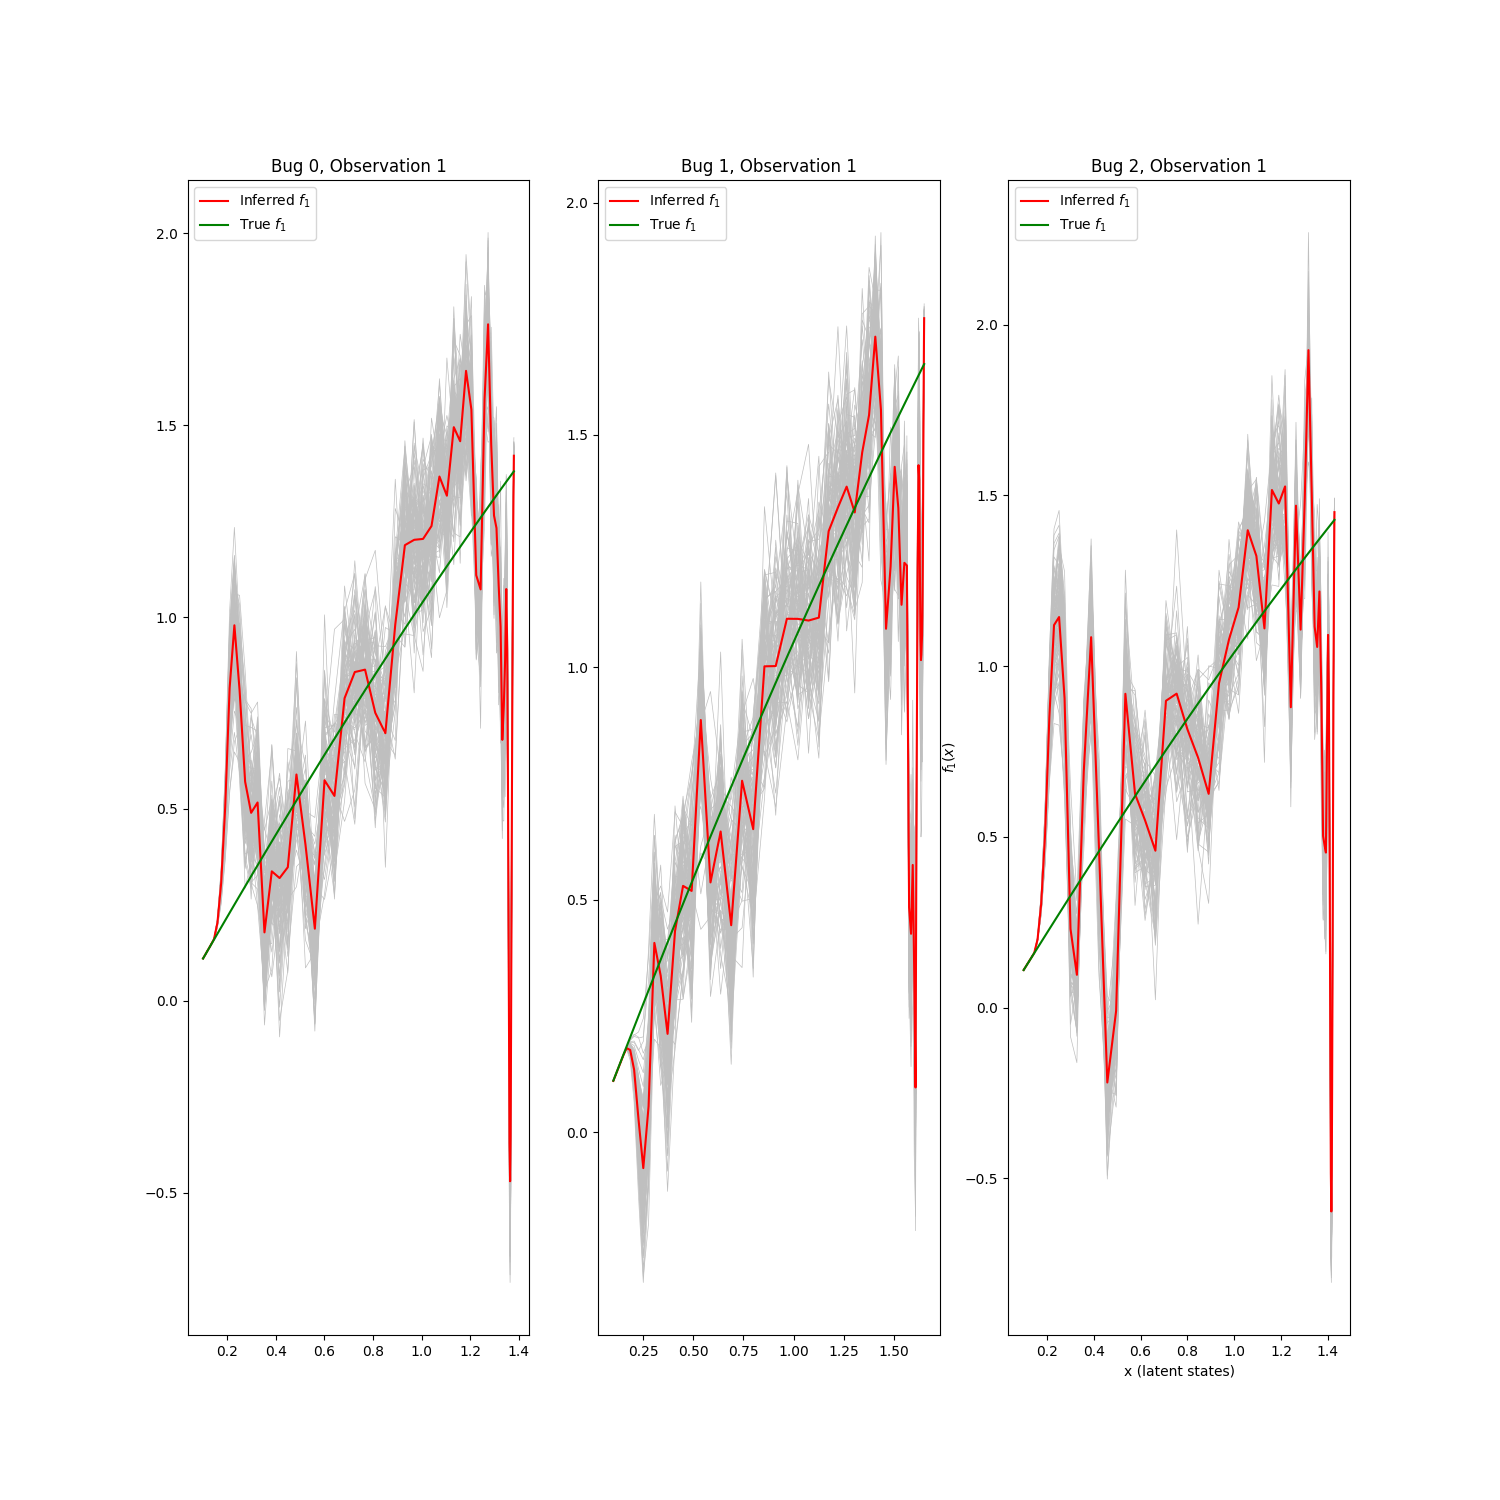 Bug 0, Observation 1
Inferred f₁
True f₁
2.0
1.5
1.0
0.5
0.0
−0.5
0.2 0.4 0.6 0.8 1.0 1.2 1.4
Bug 1, Observation 1
Inferred f₁
True f₁
2.0
1.5
1.0
0.5
0.0
0.25 0.50 0.75 1.00 1.25 1.50
Bug 2, Observation 1
Inferred f₁
True f₁
f₁(x)
2.0
1.5
1.0
0.5
0.0
−0.5
0.2 0.4 0.6 0.8 1.0 1.2 1.4
x (latent states)